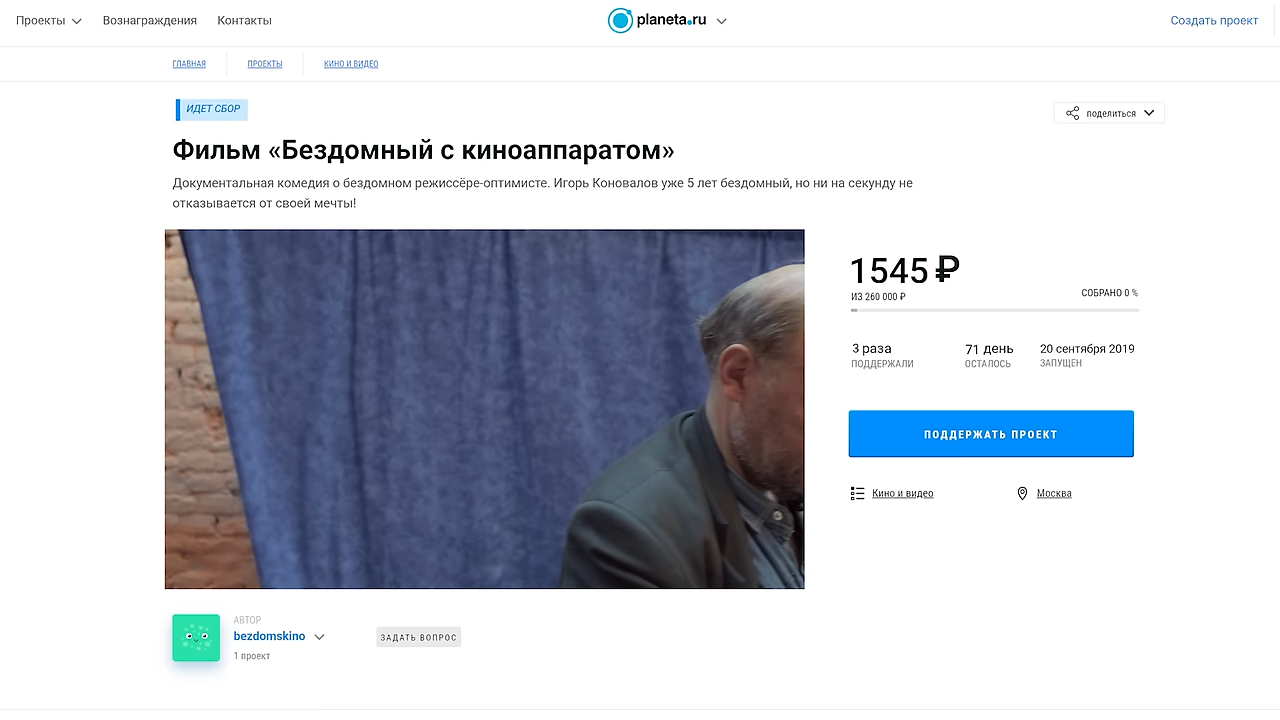 Проекты
Вознаграждения
Контакты
planeta.ru
Создать проект
ГЛАВНАЯ
ПРОЕКТЫ
КИНО И ВИДЕО
ИДЕТ СБОР
поделиться
Фильм «Бездомный с киноаппаратом»
Документальная комедия о бездомном режиссёре-оптимисте. Игорь Коновалов уже 5 лет бездомный, но ни на секунду не
отказывается от своей мечты!
1545 ₽
ИЗ 260 000 ₽
СОБРАНО 0 %
3 раза
ПОДДЕРЖАЛИ
71 день
ОСТАЛОСЬ
20 сентября 2019
ЗАПУЩЕН
ПОДДЕРЖАТЬ ПРОЕКТ
Кино и видео
Москва
АВТОР
bezdomskino
1 проект
ЗАДАТЬ ВОПРОС